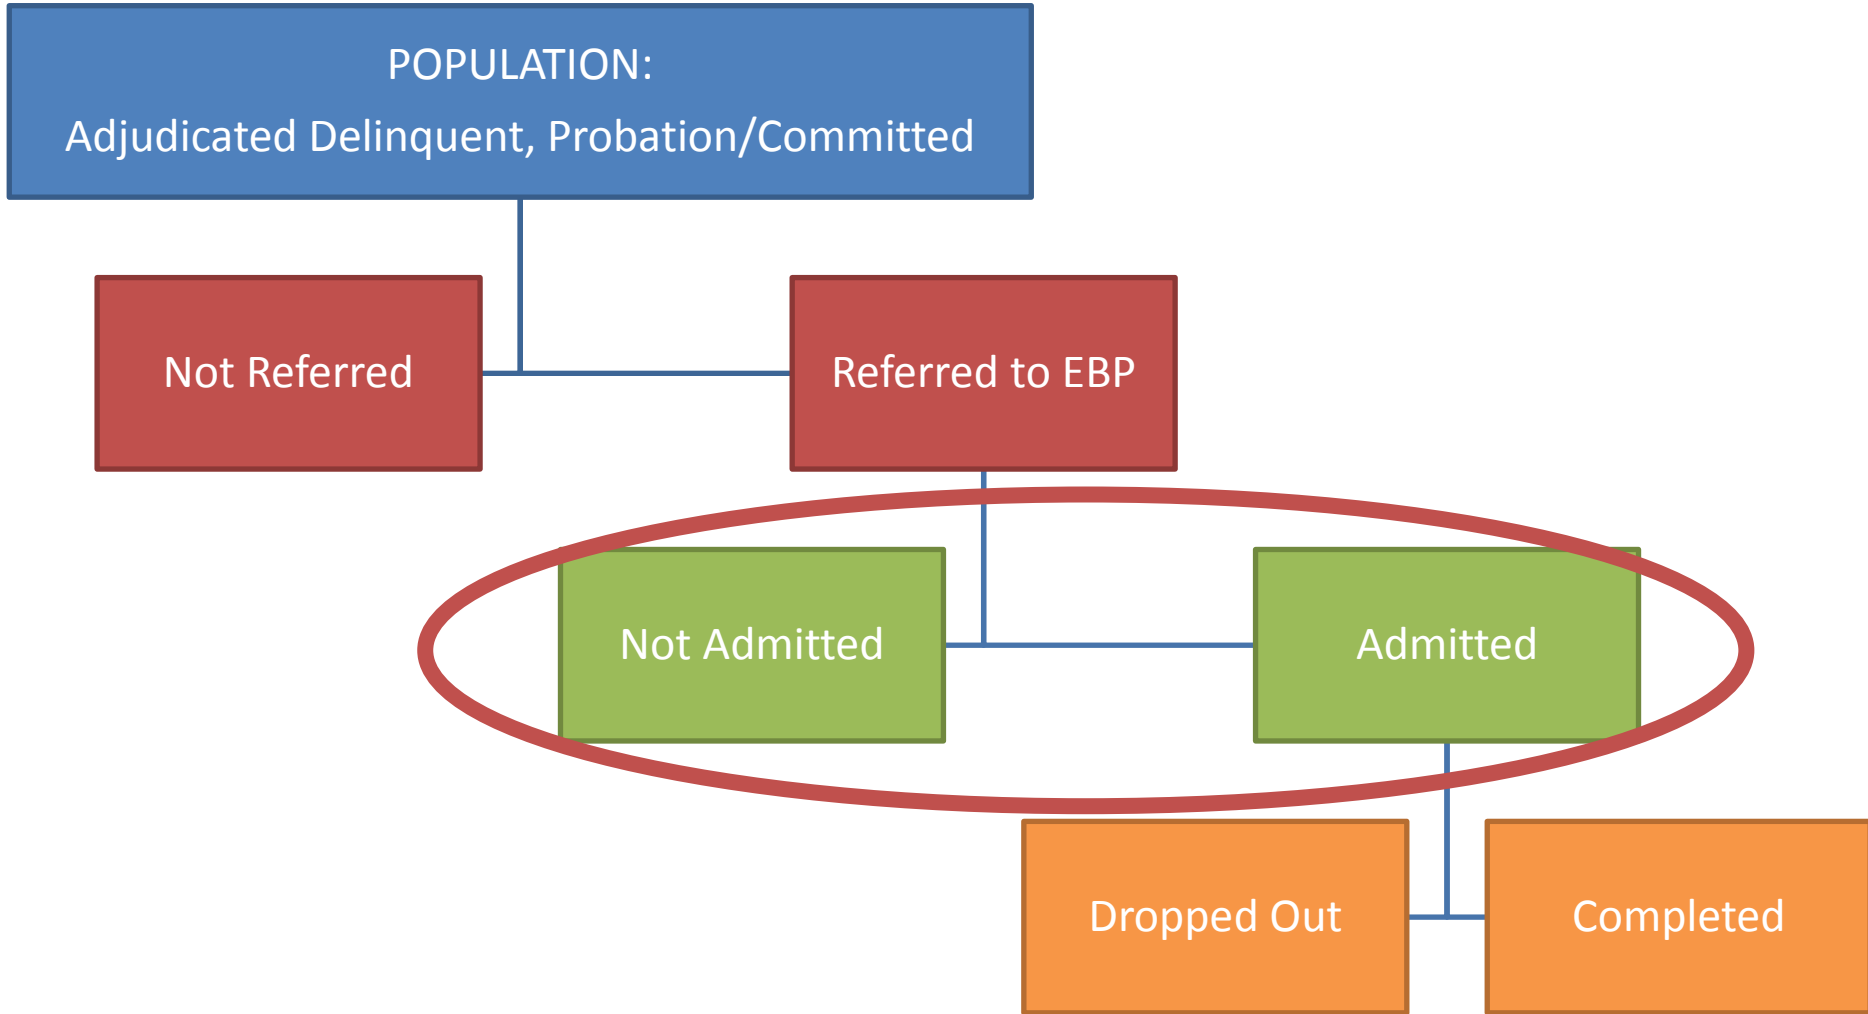 POPULATION:
Adjudicated Delinquent, Probation/Committed
Not Referred
Referred to EBP
Not Admitted
Admitted
Dropped Out
Completed